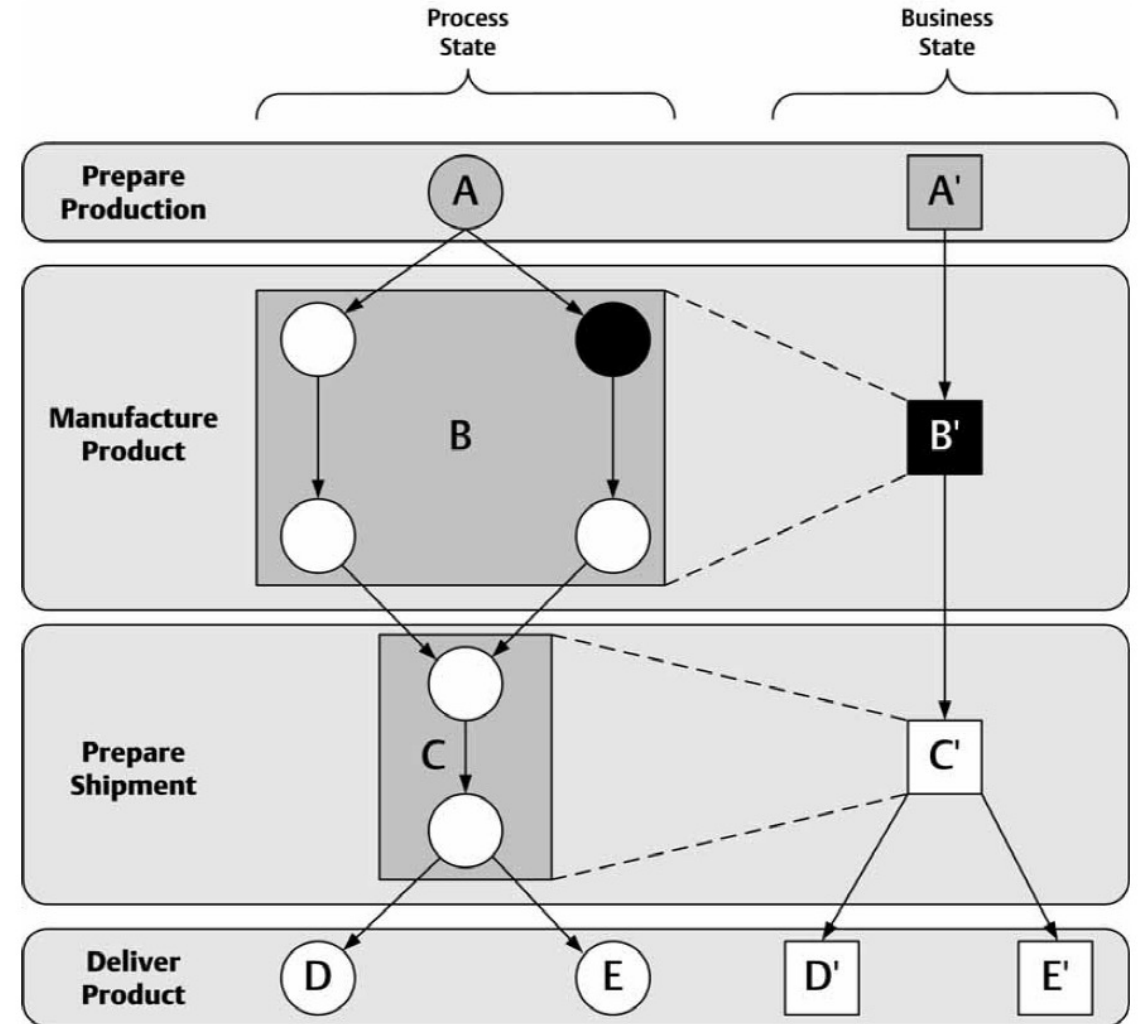 Process
State
Business
State
Prepare
Production
A
A'
Manufacture
Product
B
B'
Prepare
Shipment
C
C'
Deliver
Product
D
E
D'
E'